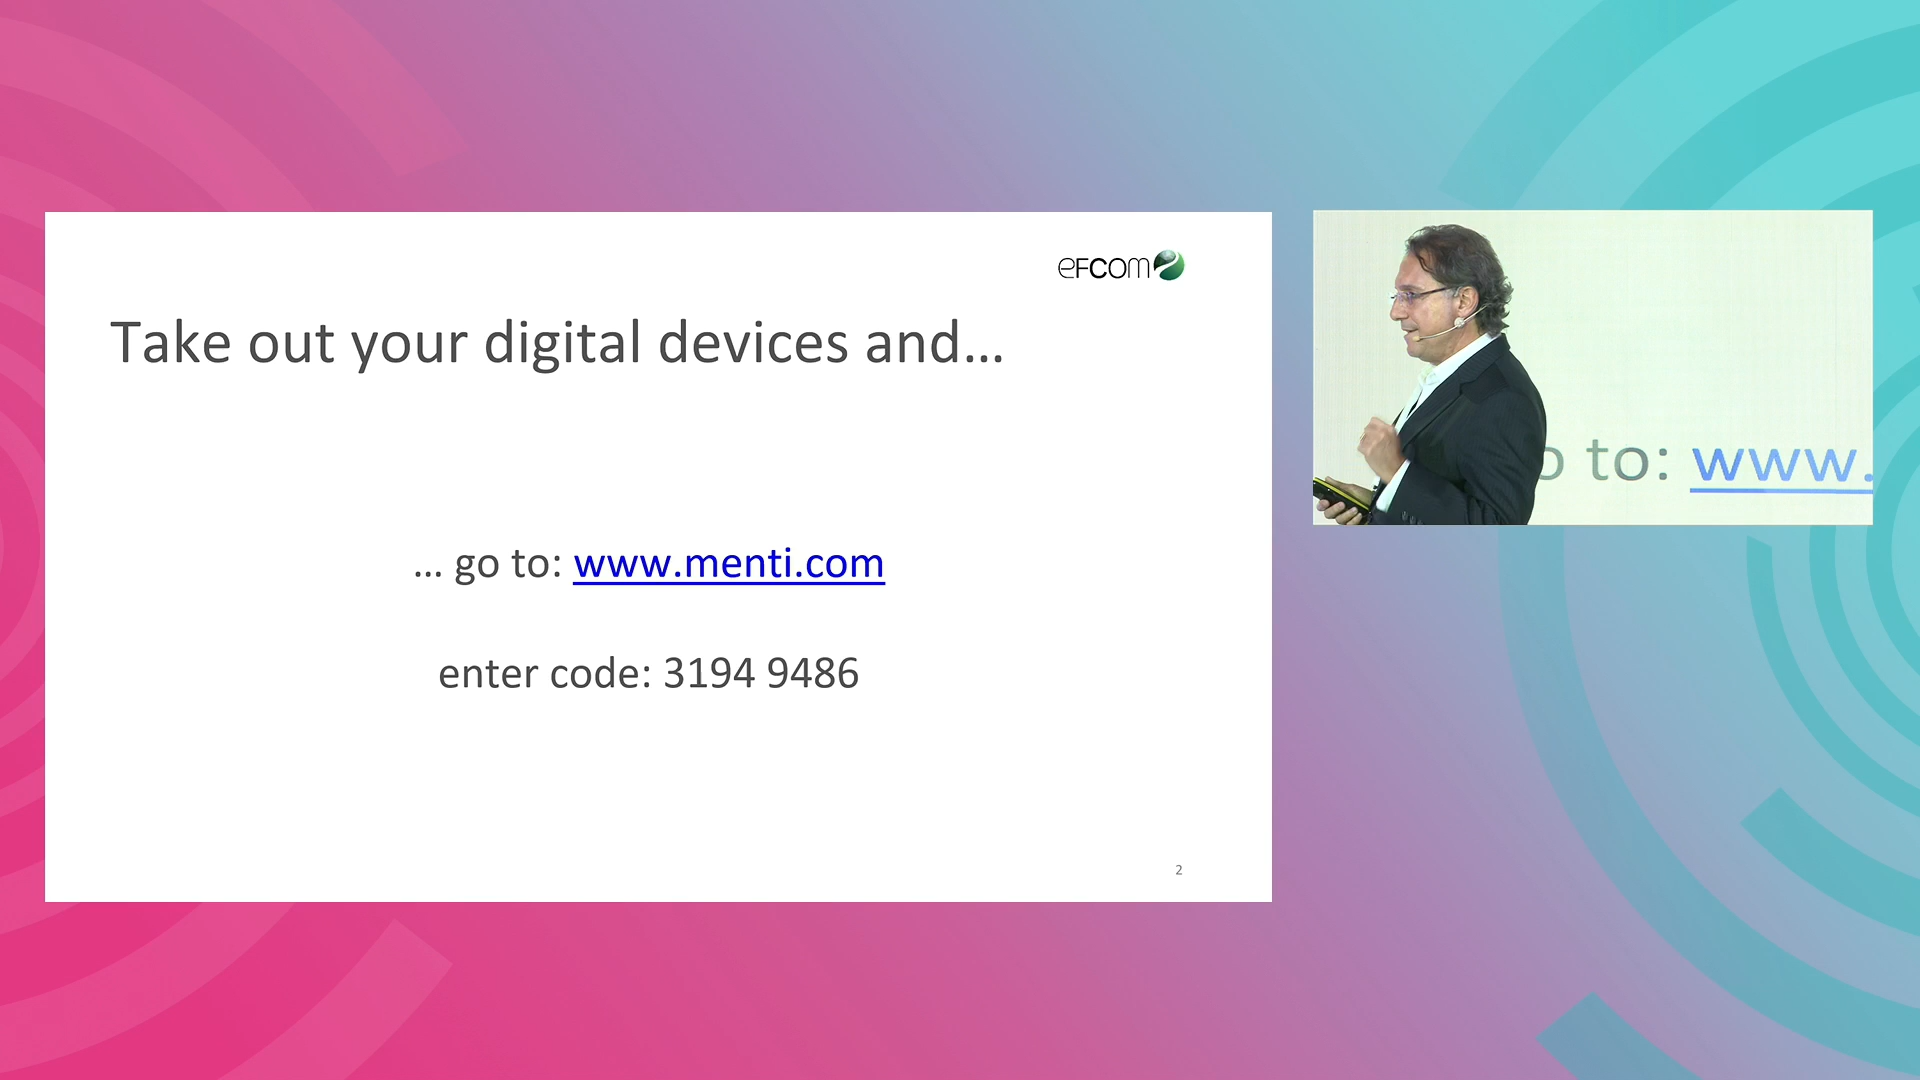 eFCOM
Take out your digital devices and…
… go to: www.menti.com
enter code: 3194 9486
2
o to: www.